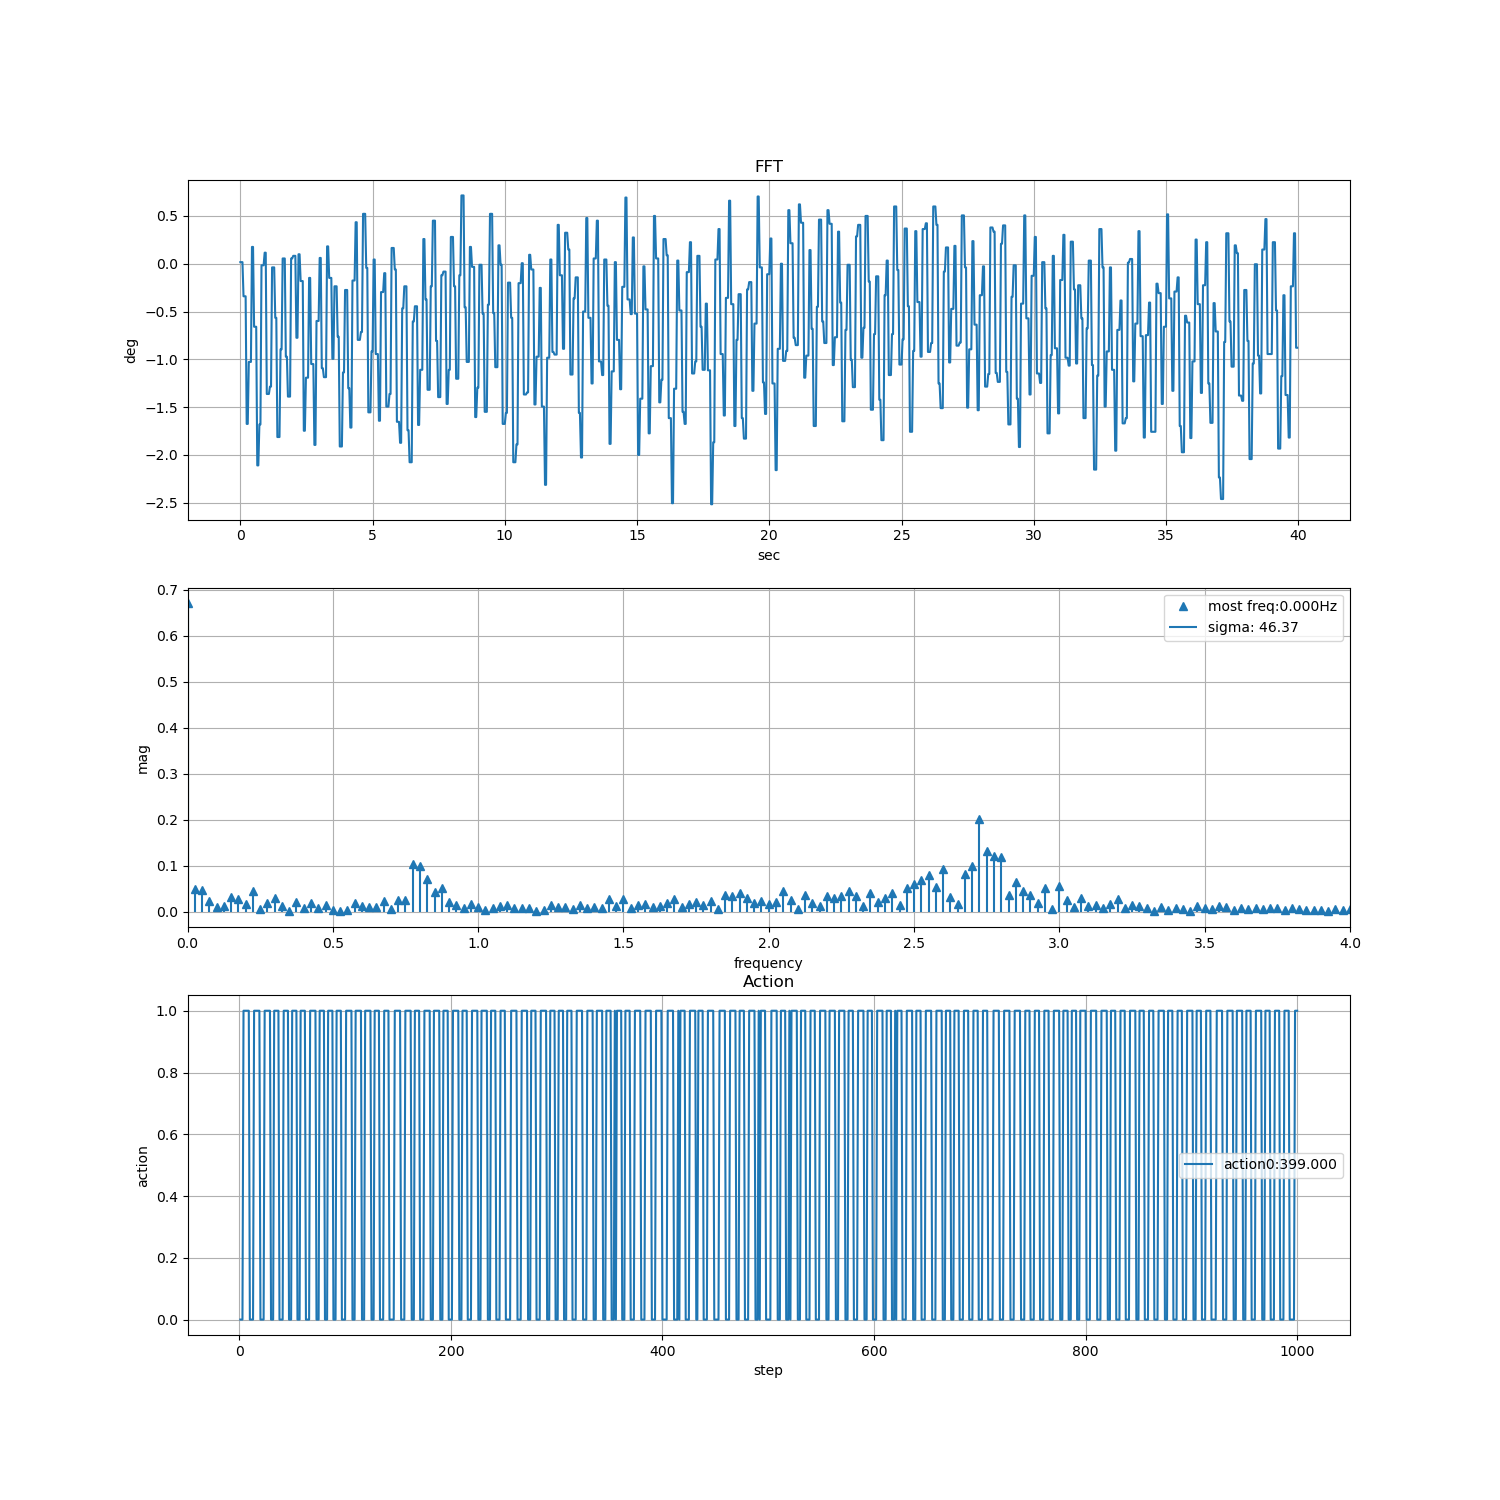 FFT
0.5
0.0
−0.5
−1.0
−1.5
−2.0
−2.5
deg
0 5 10 15 20 25 30 35 40
sec
0.7
0.6
0.5
0.4
0.3
0.2
0.1
0.0
mag
most freq:0.000Hz
sigma: 46.37
0.0 0.5 1.0 1.5 2.0 2.5 3.0 3.5 4.0
frequency
Action
1.0
0.8
0.6
0.4
0.2
0.0
action
action0:399.000
0 200 400 600 800 1000
step